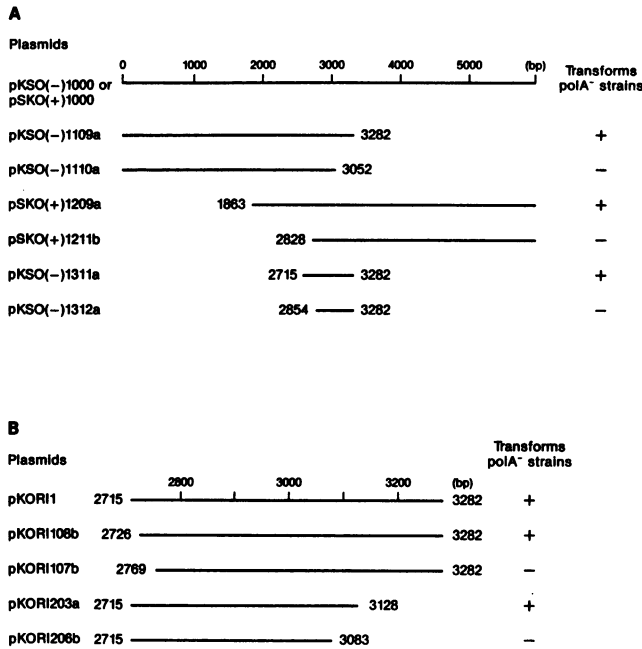 A
Plasmids
0 1000 2000 3000 4000 5000 (bp) Transforms
polA⁻ strains
pKSO(−)1000 or
pSKO(+)1000
pKSO(−)1109a 3282 +
pKSO(−)1110a 3052 −
pSKO(+)1209a 1863 +
pSKO(+)1211b 2828 −
pKSO(−)1311a 2715 3282 +
pKSO(−)1312a 2854 3282 −
B
Plasmids
Transforms
polA⁻ strains
2800 3000 3200 (bp)
pKORI1 2715 3282 +
pKORI108b 2726 3282 +
pKORI107b 2769 3282 −
pKORI203a 2715 3128 +
pKORI206b 2715 3083 −